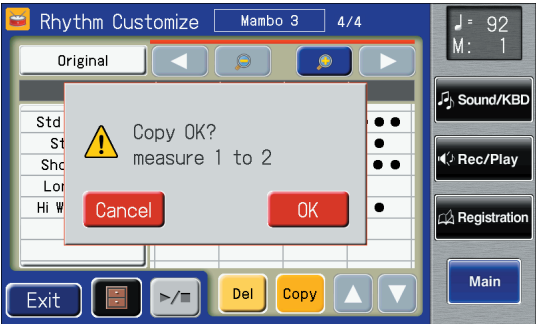 Rhythm Customize Mambo 3 4/4
♩= 92
M: 1
Original
Std
St
Sho
Lor
Hi W
Copy OK?
measure 1 to 2
Cancel OK
Sound/KBD
Rec/Play
Registration
Main
Exit Del Copy